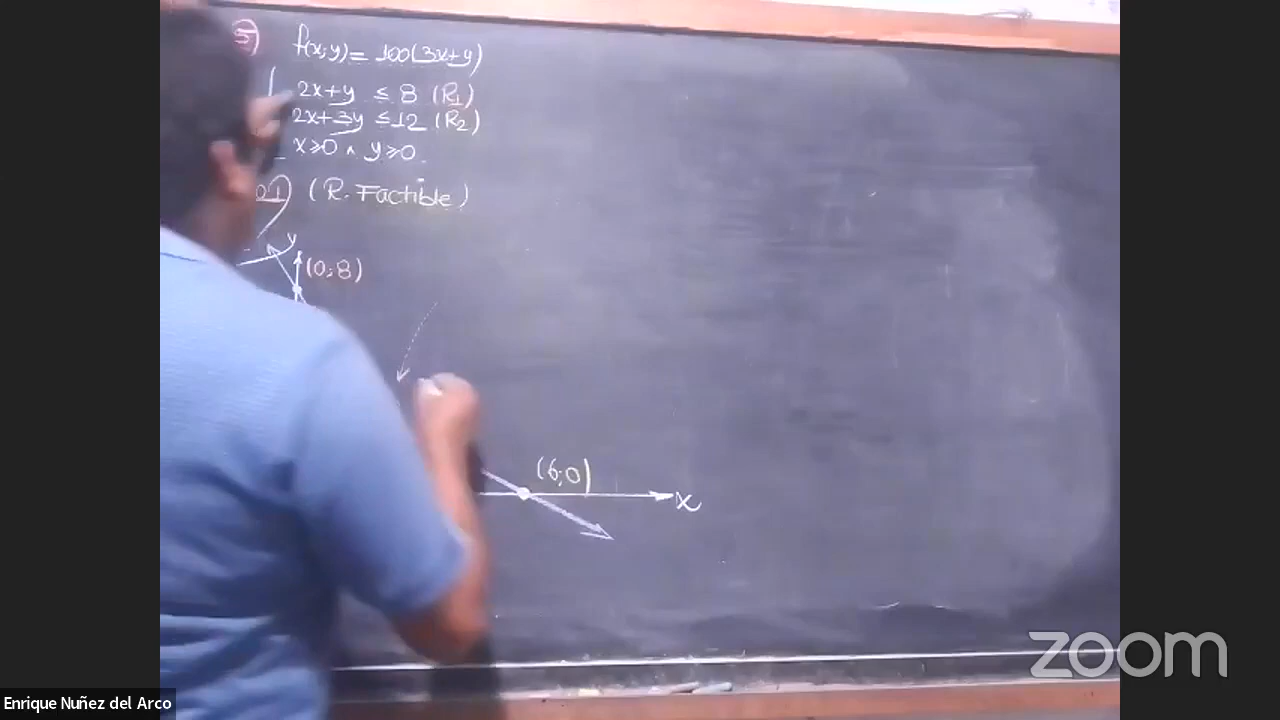 5)
f(x;y)= 100(3x+y)
2x+y ≤ 8 (R1)
2x+3y ≤ 12 (R2)
x≥0 ∧ y≥0.
(R. Factible)
y
(0;8)
(6;0)
x
zoom
Enrique Nuñez del Arco